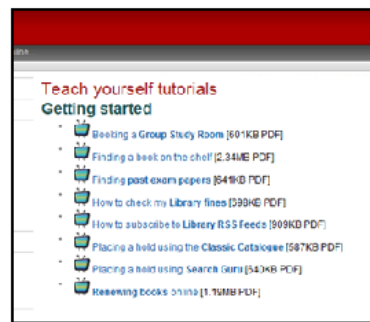 Teach yourself tutorials
Getting started
Booking a Group Study Room [601KB PDF]
Finding a book on the shelf [2.34MB PDF]
Finding past exam papers [641KB PDF]
How to check my Library fines [398KB PDF]
How to subscribe to Library RSS Feeds [909KB PDF]
Placing a hold using the Classic Catalogue [587KB PDF]
Placing a hold using Search Guru [540KB PDF]
Renewing books online [1.19MB PDF]